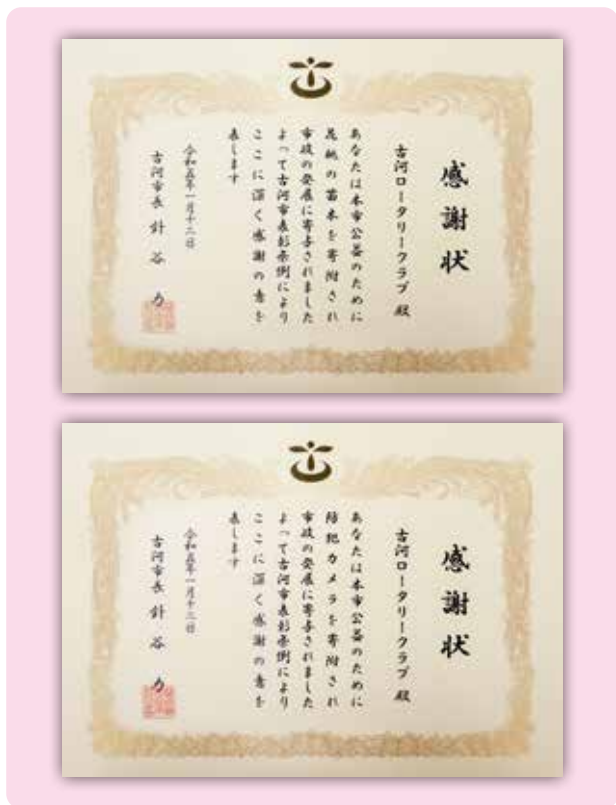 感謝状
古河ロータリークラブ 殿
あなたは本市公益のために
花桃の苗木を寄附され
市政の発展に寄与されました
よって古河市表彰条例により
ここに深く感謝の意を
表します
令和五年一月十二日
古河市長 針谷 力
感謝状
古河ロータリークラブ 殿
あなたは本市公益のために
防犯カメラを寄附され
市政の発展に寄与されました
よって古河市表彰条例により
ここに深く感謝の意を
表します
令和五年一月十二日
古河市長 針谷 力